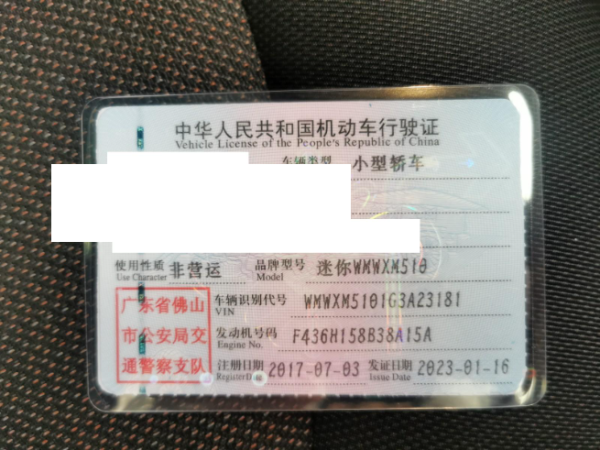 中华人民共和国机动车行驶证
Vehicle License of the People's Republic of China
车辆类型 小型轿车
使用性质 非营运 品牌型号 迷你WMWXM510
Use Character Model
广东省佛山
市公安局交
通警察支队
车辆识别代号 WMWXM5101G3A23181
VIN
发动机号码 F436H158B38A15A
Engine No.
注册日期 2017-07-03 发证日期 2023-01-16
Register Date Issue Date